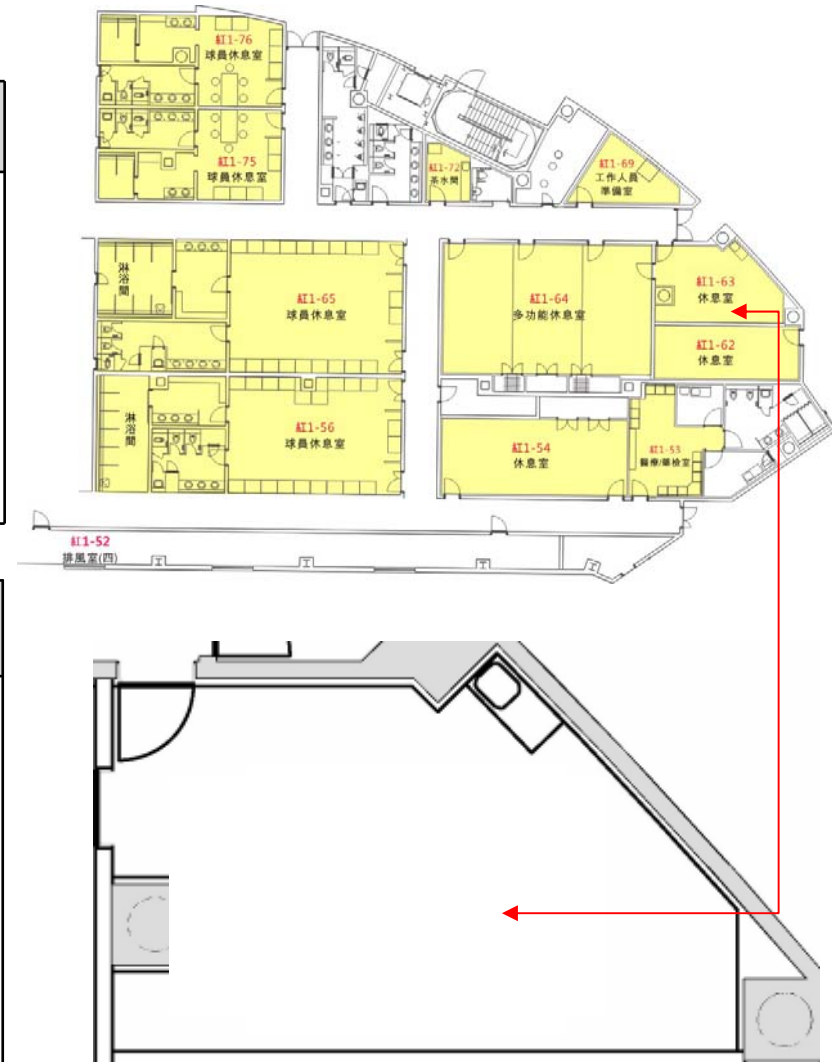 紅1-76
球員休息室
紅1-75
球員休息室
紅1-72
茶水間
紅1-69
工作人員
準備室
淋浴間
紅1-65
球員休息室
紅1-64
多功能休息室
紅1-63
休息室
紅1-62
休息室
淋浴間
紅1-56
球員休息室
紅1-54
休息室
紅1-53
醫療/藥檢室
紅1-52
排風室(四)